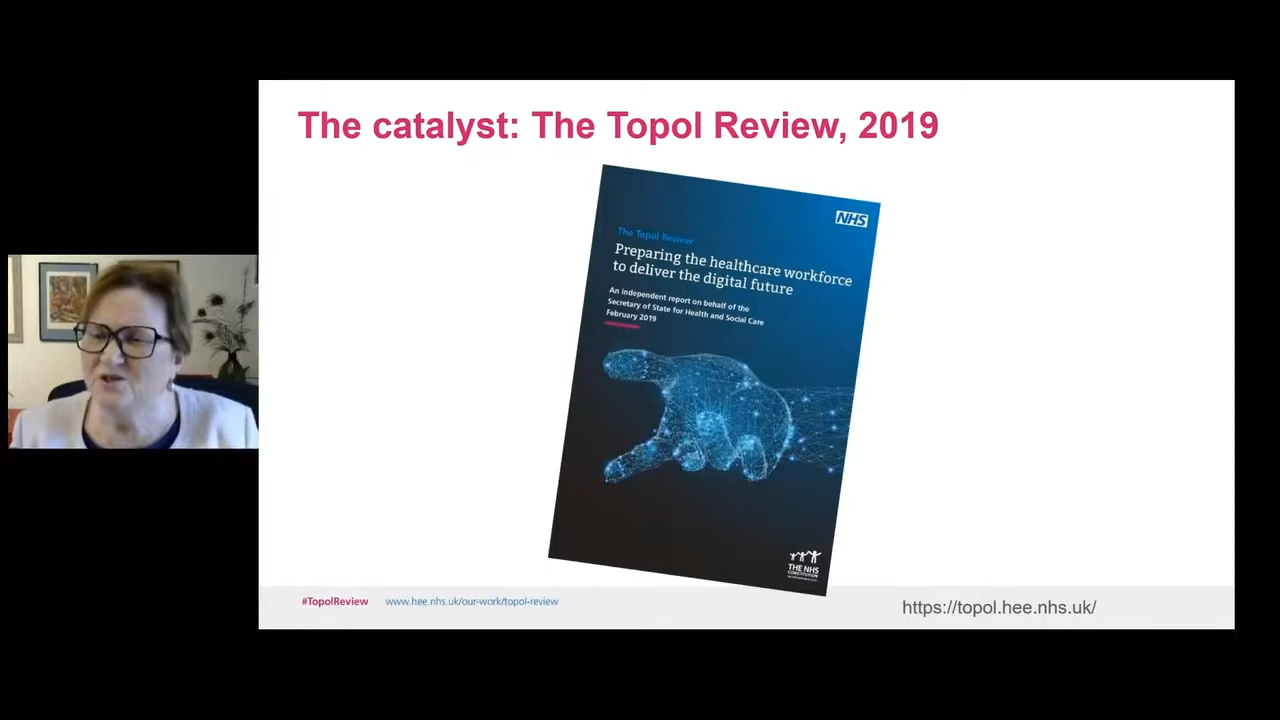 The catalyst: The Topol Review, 2019
NHS
The Topol Review
Preparing the healthcare workforce
to deliver the digital future
An independent report on behalf of the
Secretary of State for Health and Social Care
February 2019
THE NHS
CONSTITUTION
#TopolReview www.hee.nhs.uk/our-work/topol-review
https://topol.hee.nhs.uk/